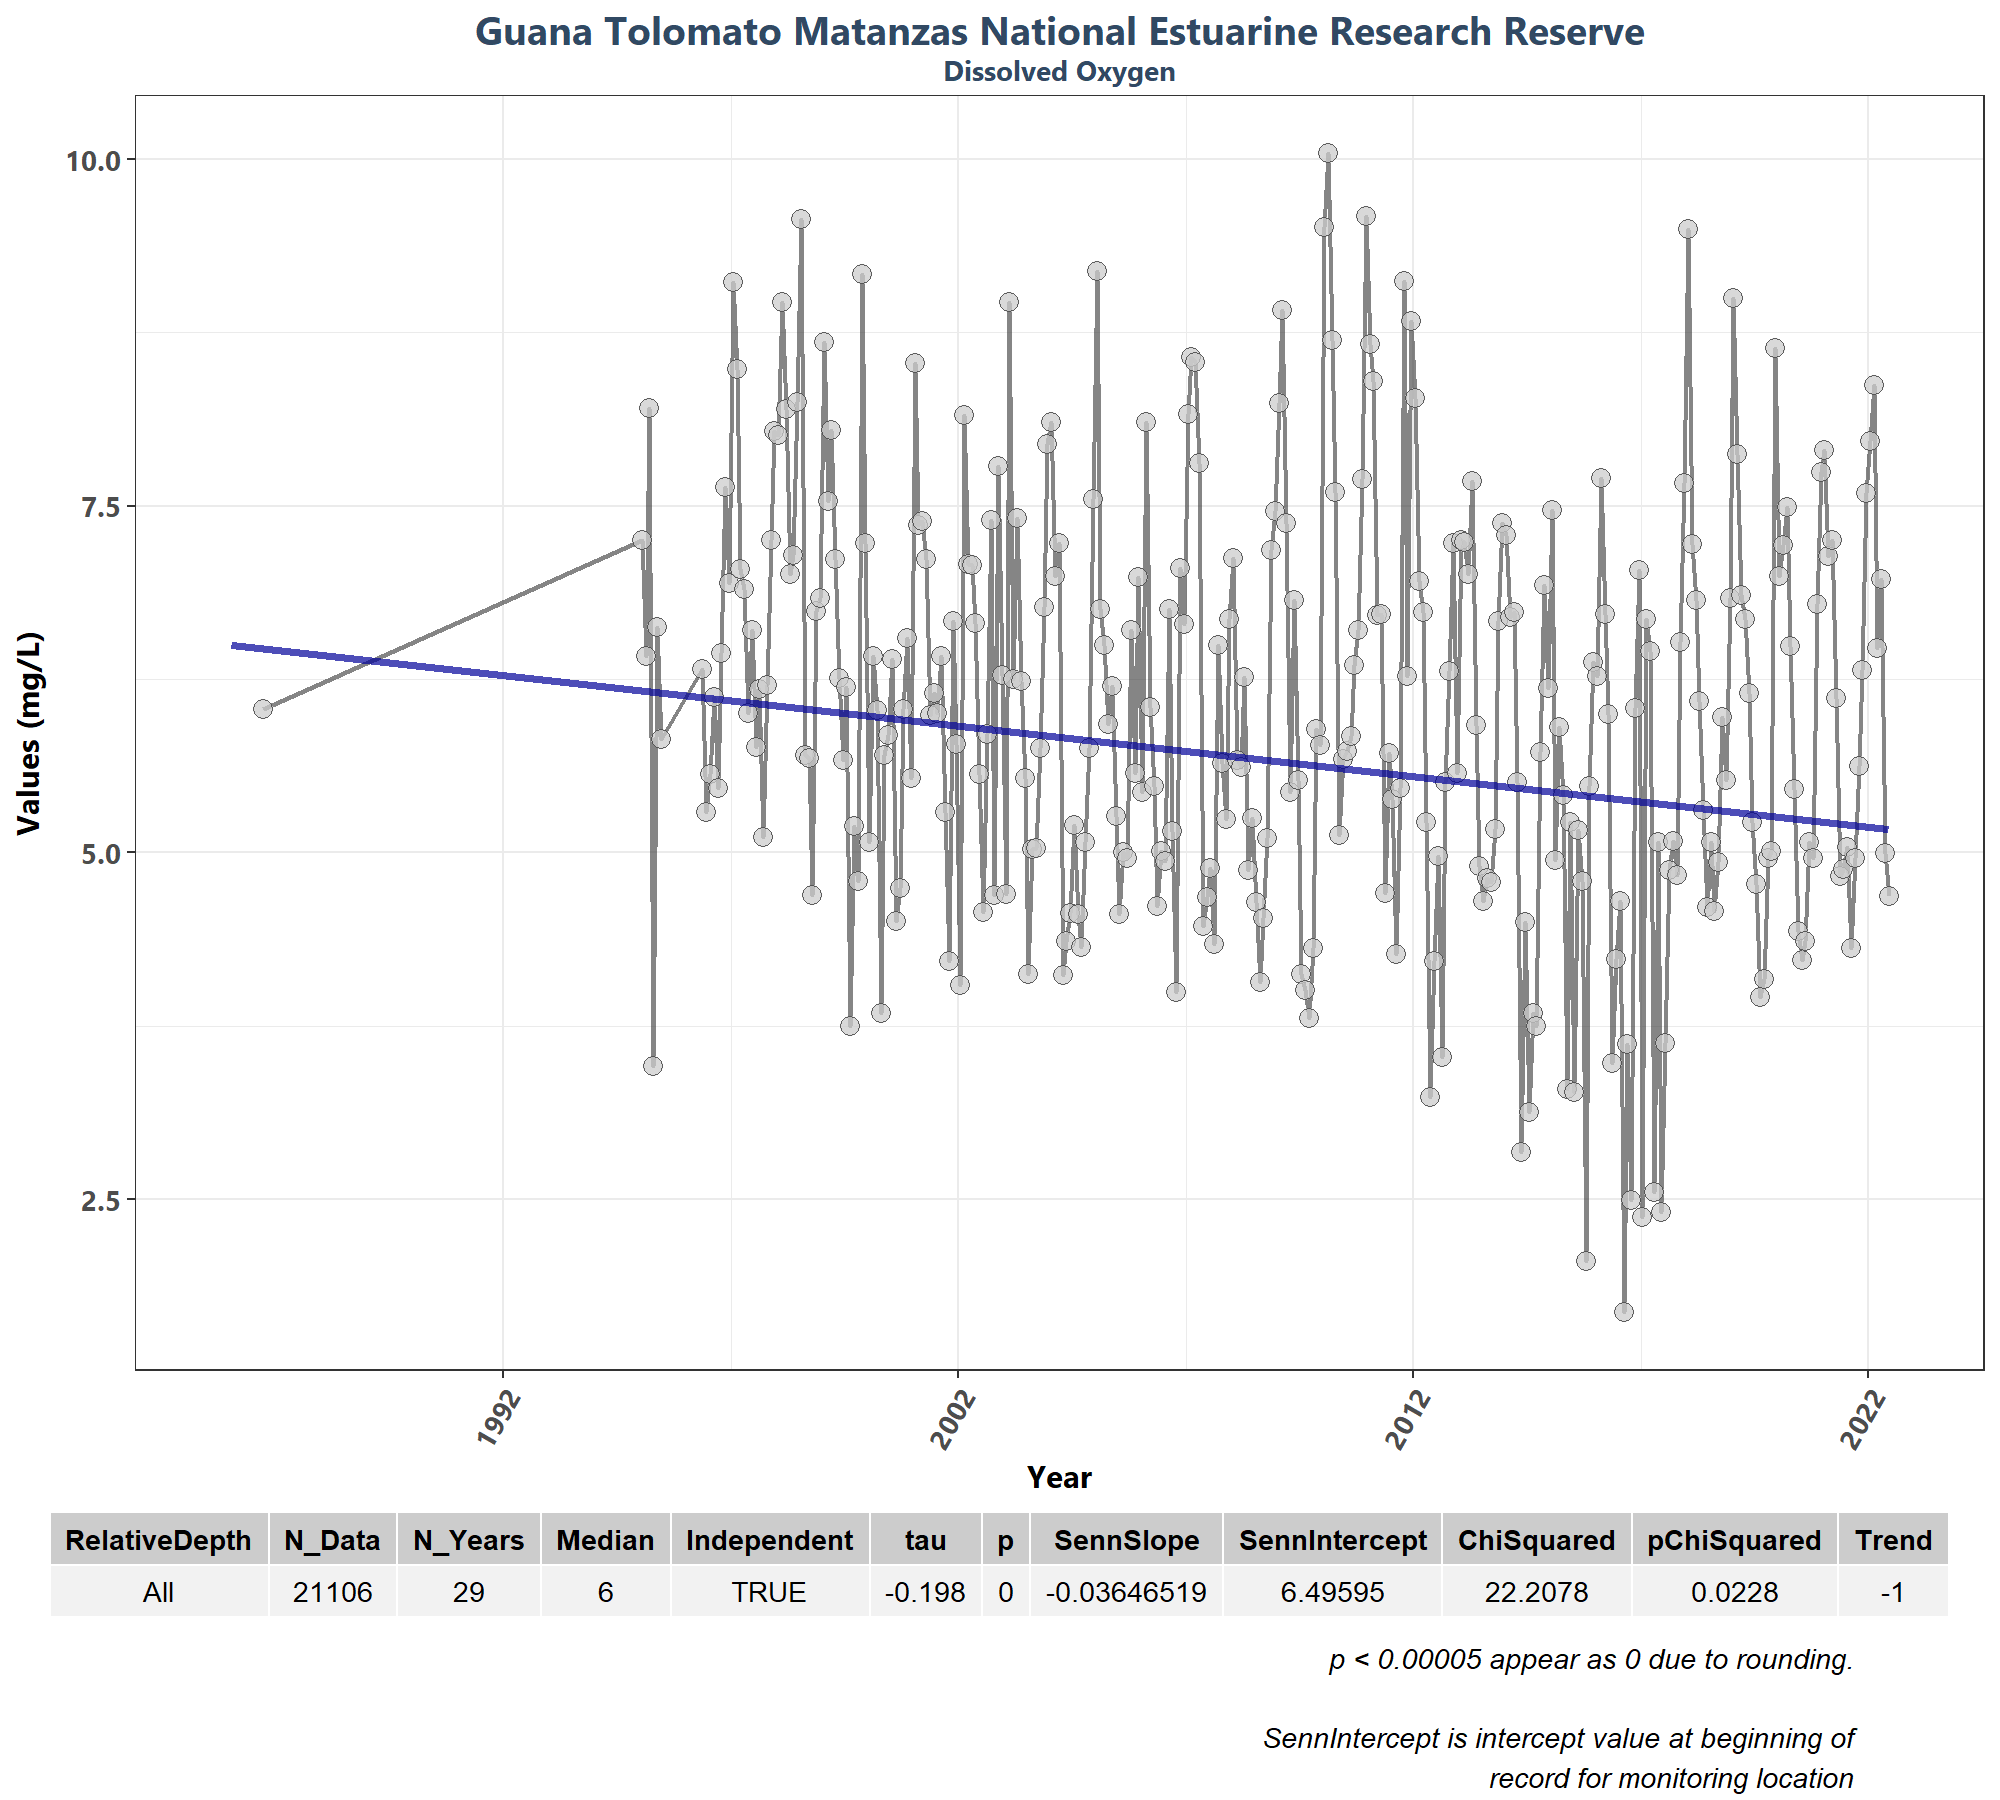 Guana Tolomato Matanzas National Estuarine Research Reserve
Dissolved Oxygen
10.0
7.5
5.0
2.5
Values (mg/L)
1992
2002
2012
2022
Year
RelativeDepth N_Data N_Years Median Independent tau p SennSlope SennIntercept ChiSquared pChiSquared Trend
All 21106 29 6 TRUE -0.198 0 -0.03646519 6.49595 22.2078 0.0228 -1
p < 0.00005 appear as 0 due to rounding.
SennIntercept is intercept value at beginning of
record for monitoring location